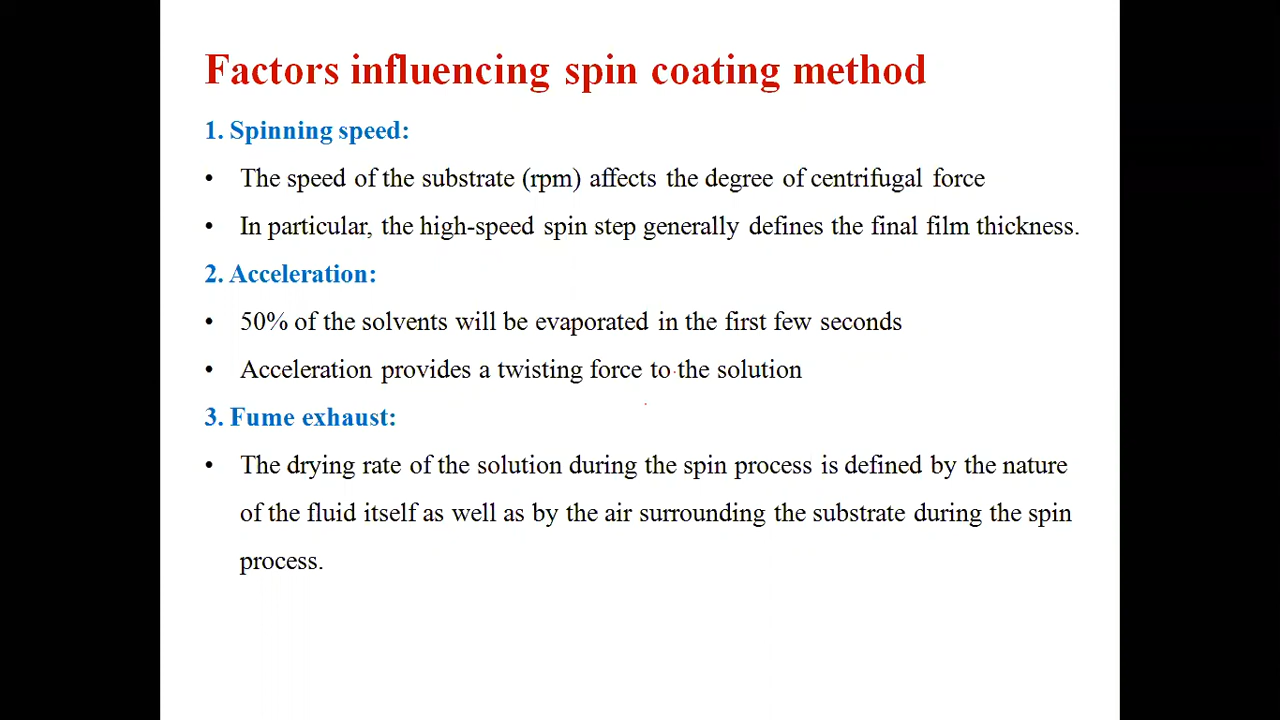 Factors influencing spin coating method
1. Spinning speed:
• The speed of the substrate (rpm) affects the degree of centrifugal force
• In particular, the high-speed spin step generally defines the final film thickness.
2. Acceleration:
• 50% of the solvents will be evaporated in the first few seconds
• Acceleration provides a twisting force to the solution
3. Fume exhaust:
• The drying rate of the solution during the spin process is defined by the nature
of the fluid itself as well as by the air surrounding the substrate during the spin
process.